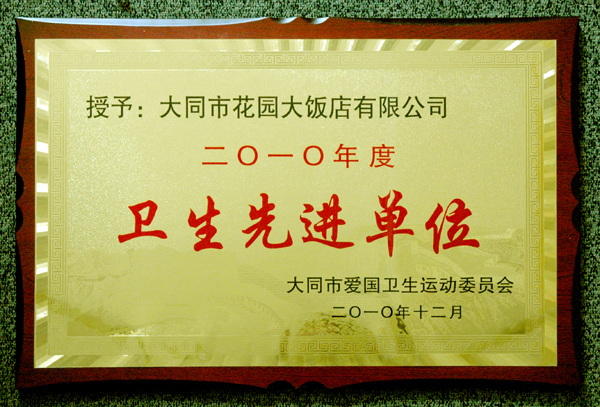 授予：大同市花园大饭店有限公司
二〇一〇年度
卫生先进单位
大同市爱国卫生运动委员会
二〇一〇年十二月